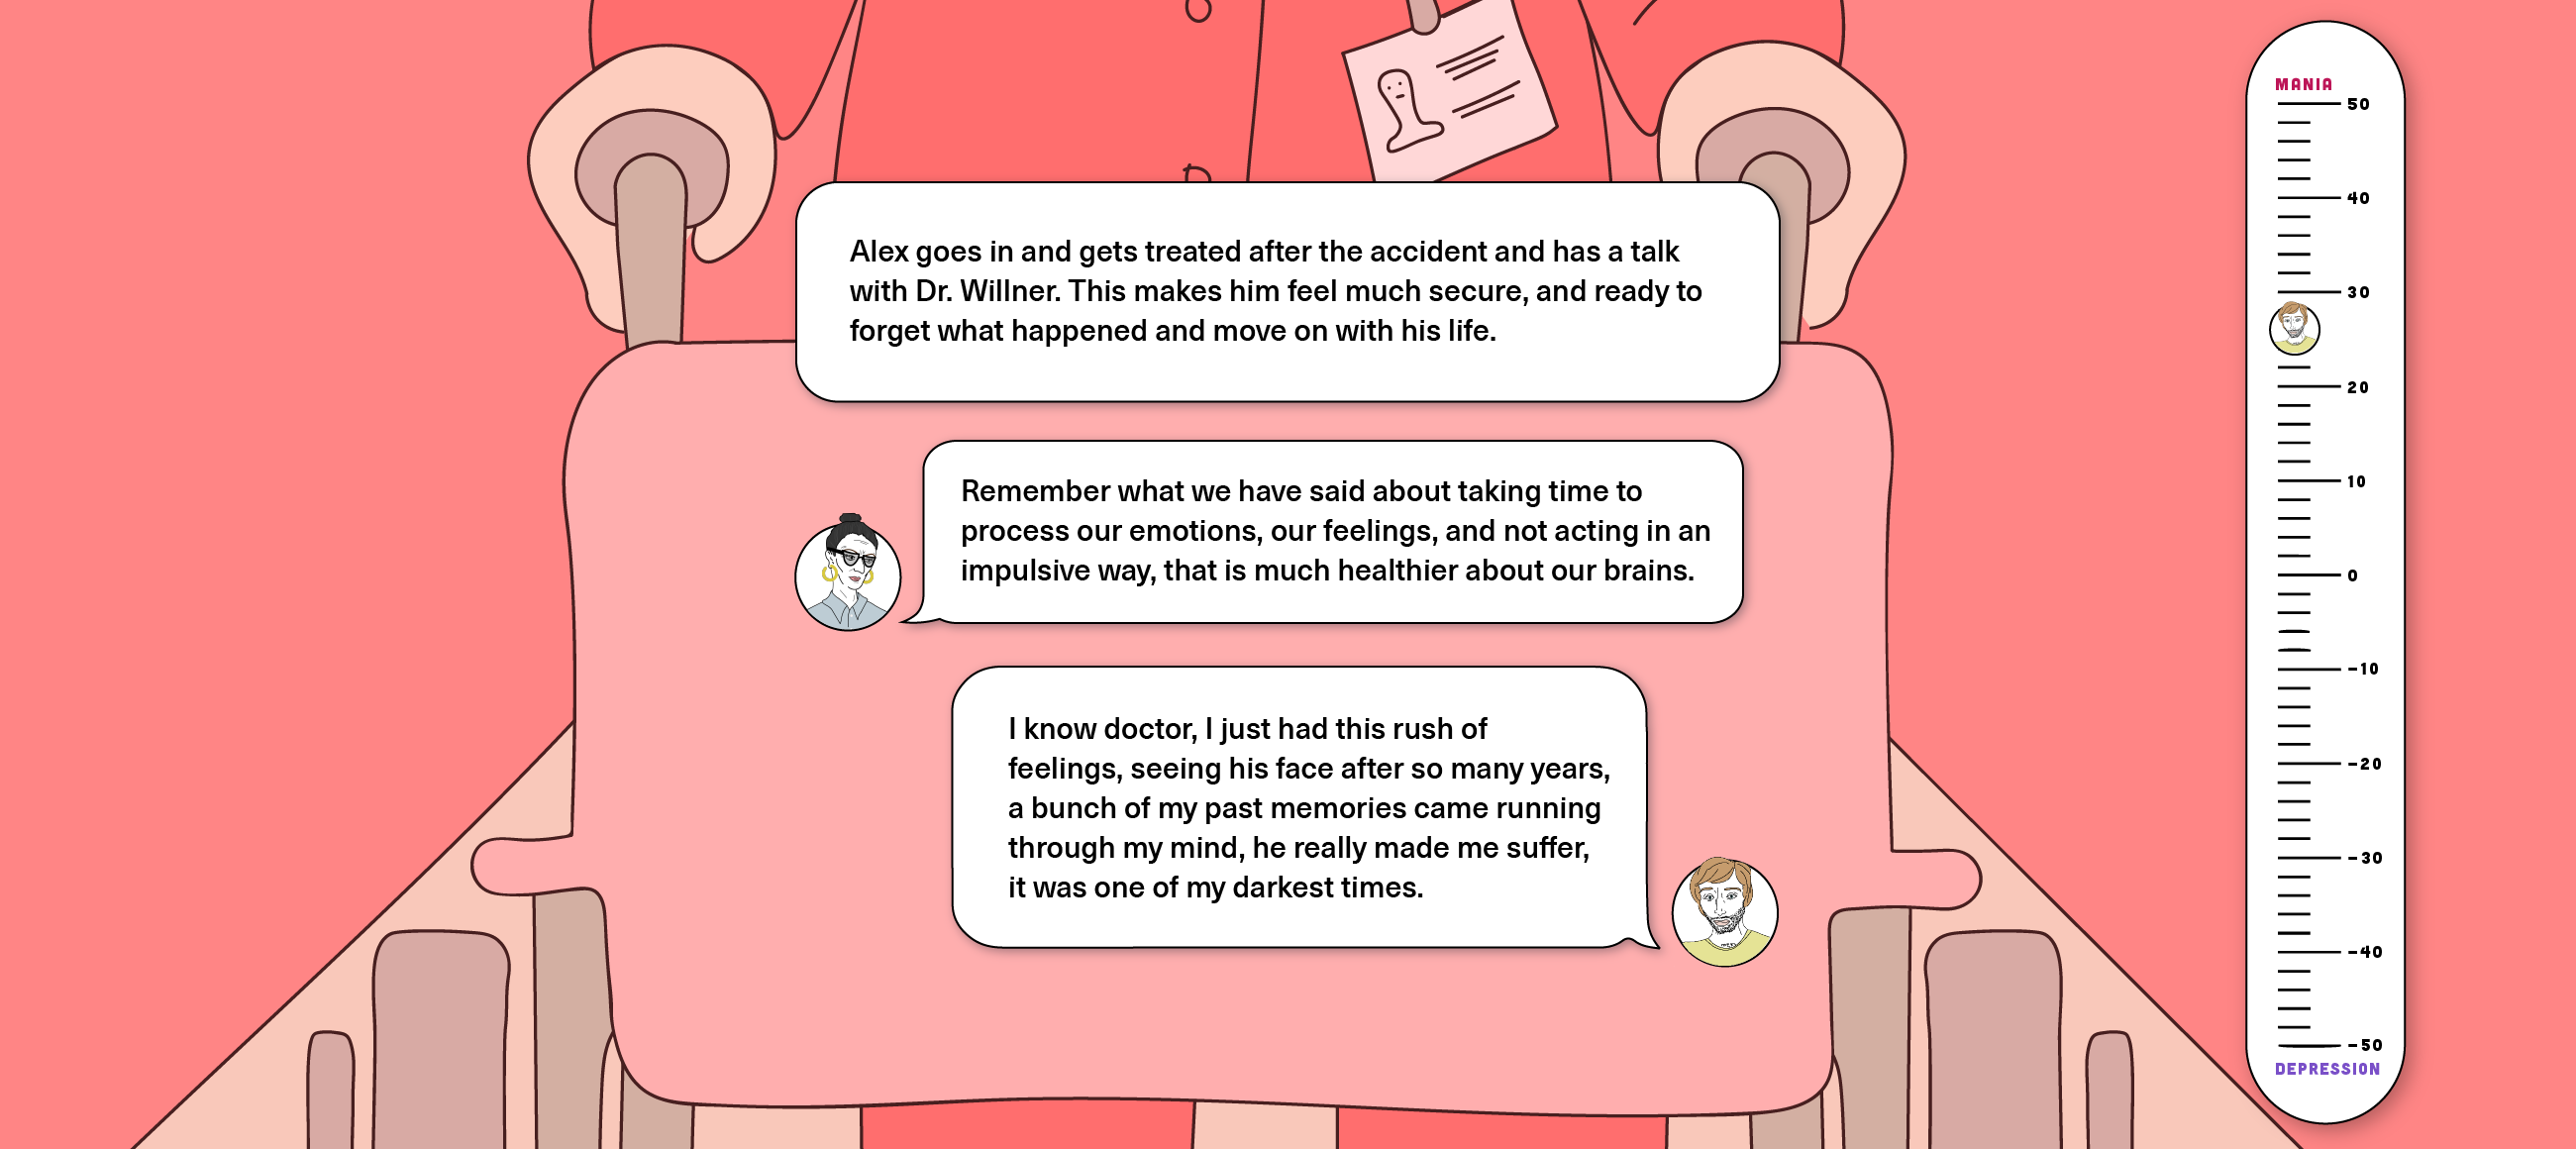 Alex goes in and gets treated after the accident and has a talk
with Dr. Willner. This makes him feel much secure, and ready to
forget what happened and move on with his life.
Remember what we have said about taking time to
process our emotions, our feelings, and not acting in an
impulsive way, that is much healthier about our brains.
I know doctor, I just had this rush of
feelings, seeing his face after so many years,
a bunch of my past memories came running
through my mind, he really made me suffer,
it was one of my darkest times.
MANIA
50
40
30
20
10
0
-10
-20
-30
-40
-50
DEPRESSION